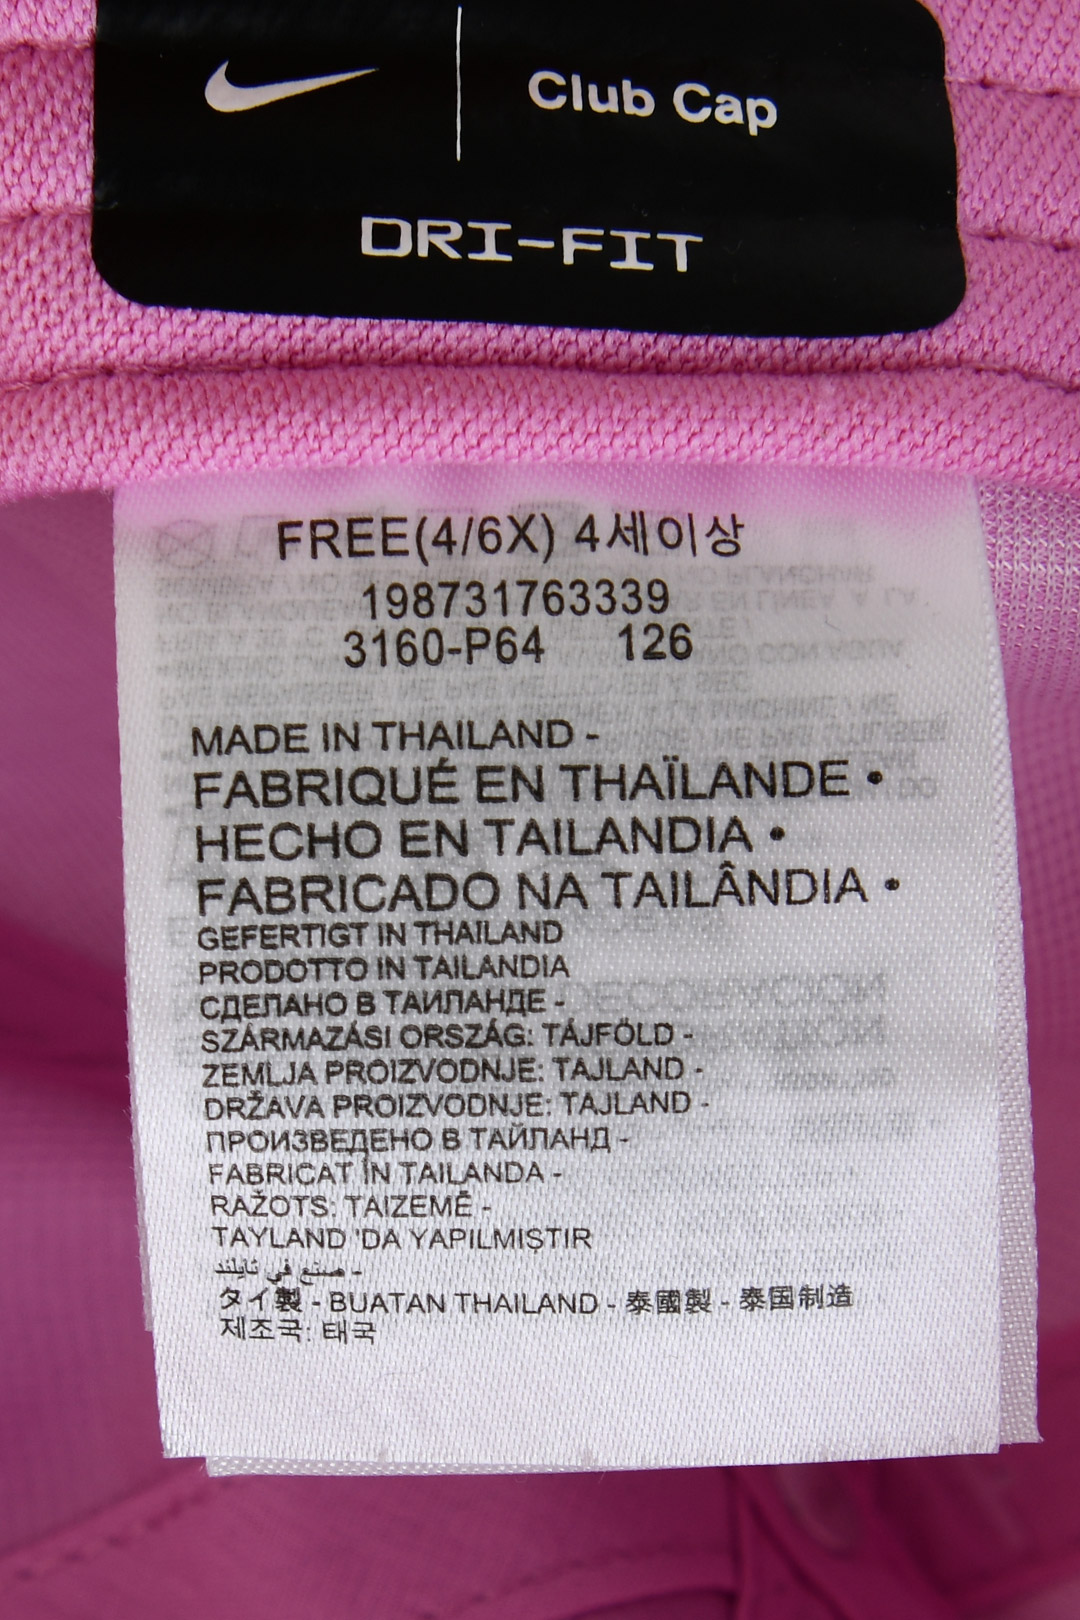 Club Cap
DRI-FIT
FREE(4/6X) 4세이상
198731763339
3160-P64 126
MADE IN THAILAND -
FABRIQUÉ EN THAÏLANDE •
HECHO EN TAILANDIA •
FABRICADO NA TAILÂNDIA •
GEFERTIGT IN THAILAND
PRODOTTO IN TAILANDIA
СДЕЛАНО В ТАИЛАНДЕ -
SZÁRMAZÁSI ORSZÁG: TÁJFÖLD -
ZEMLJA PROIZVODNJE: TAJLAND -
DRŽAVA PROIZVODNJE: TAJLAND -
ПРОИЗВЕДЕНО В ТАЙЛАНД -
FABRICAT ÎN TAILANDA -
RAŽOTS: TAIZEMĒ -
TAYLAND 'DA YAPILMIŞTIR
صنع في تايلند -
タイ製 - BUATAN THAILAND - 泰國製 - 泰国制造
제조국: 태국